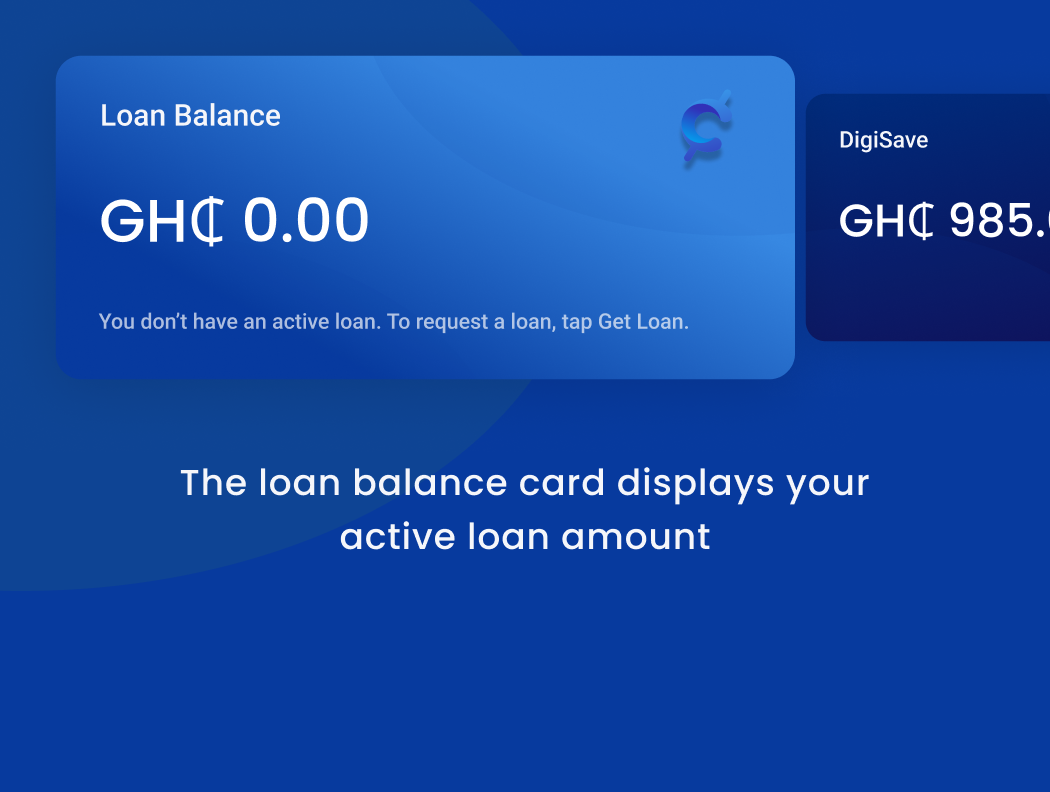 Loan Balance
GH₵ 0.00
You don’t have an active loan. To request a loan, tap Get Loan.
DigiSave
GH₵ 985.
The loan balance card displays your
active loan amount